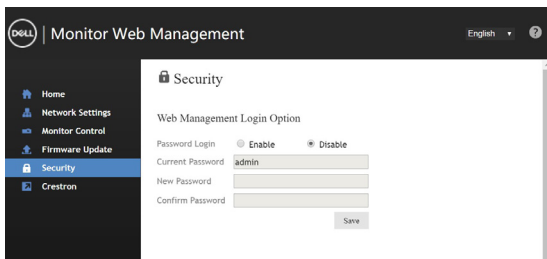 DELL | Monitor Web Management
English
?
Home
Network Settings
Monitor Control
Firmware Update
Security
Crestron
Security
Web Management Login Option
Password Login Enable Disable
Current Password admin
New Password
Confirm Password
Save